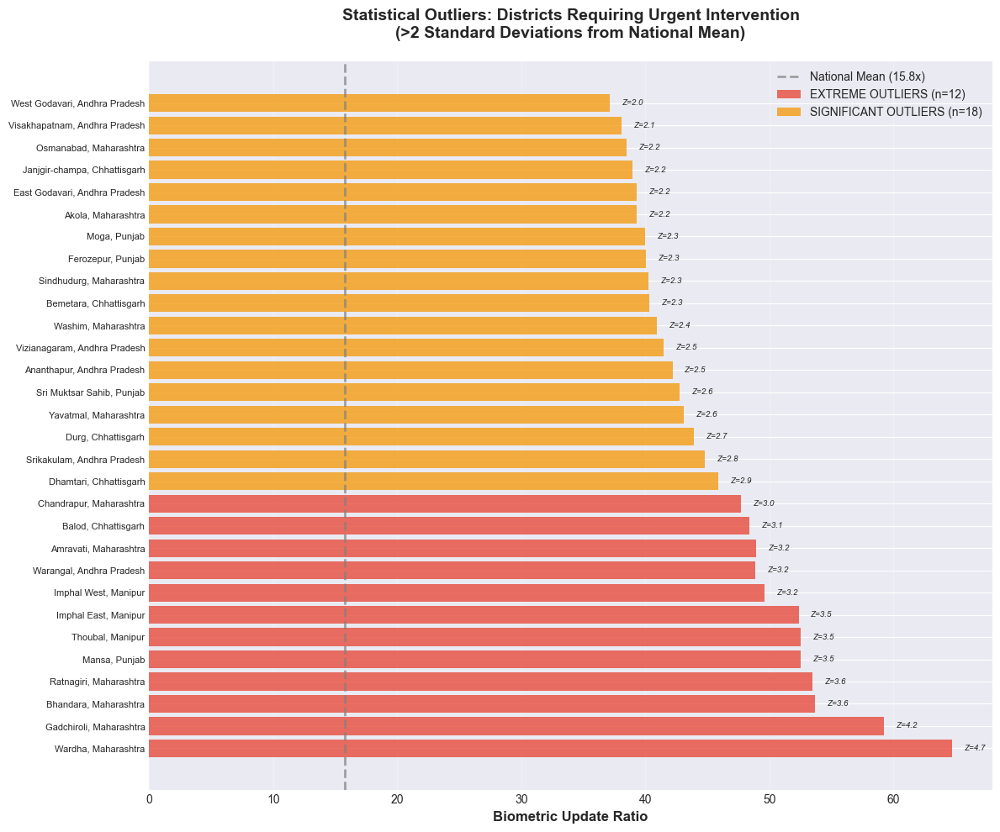 Statistical Outliers: Districts Requiring Urgent Intervention
(>2 Standard Deviations from National Mean)
National Mean (15.8x)
EXTREME OUTLIERS (n=12)
SIGNIFICANT OUTLIERS (n=18)
West Godavari, Andhra Pradesh Z=2.0
Visakhapatnam, Andhra Pradesh Z=2.1
Osmanabad, Maharashtra Z=2.2
Janjgir-champa, Chhattisgarh Z=2.2
East Godavari, Andhra Pradesh Z=2.2
Akola, Maharashtra Z=2.2
Moga, Punjab Z=2.3
Ferozepur, Punjab Z=2.3
Sindhudurg, Maharashtra Z=2.3
Bemetara, Chhattisgarh Z=2.3
Washim, Maharashtra Z=2.4
Vizianagaram, Andhra Pradesh Z=2.5
Ananthapur, Andhra Pradesh Z=2.5
Sri Muktsar Sahib, Punjab Z=2.6
Yavatmal, Maharashtra Z=2.6
Durg, Chhattisgarh Z=2.7
Srikakulam, Andhra Pradesh Z=2.8
Dhamtari, Chhattisgarh Z=2.9
Chandrapur, Maharashtra Z=3.0
Balod, Chhattisgarh Z=3.1
Amravati, Maharashtra Z=3.2
Warangal, Andhra Pradesh Z=3.2
Imphal West, Manipur Z=3.2
Imphal East, Manipur Z=3.5
Thoubal, Manipur Z=3.5
Mansa, Punjab Z=3.5
Ratnagiri, Maharashtra Z=3.6
Bhandara, Maharashtra Z=3.6
Gadchiroli, Maharashtra Z=4.2
Wardha, Maharashtra Z=4.7
0 10 20 30 40 50 60
Biometric Update Ratio